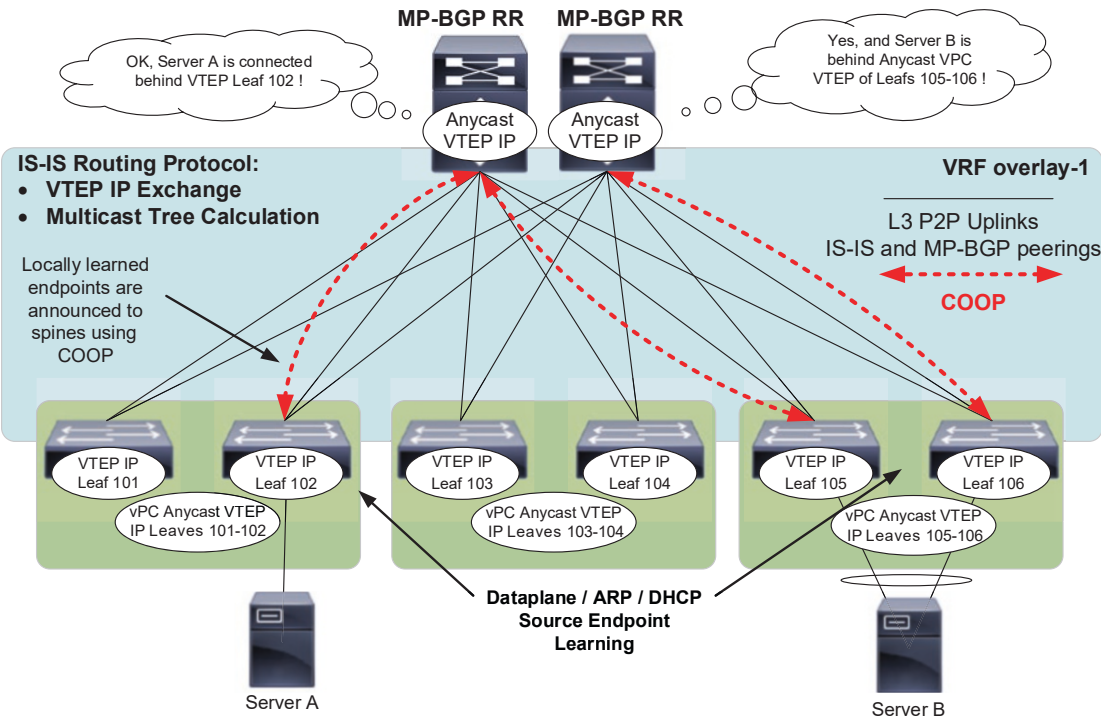 MP-BGP RR
MP-BGP RR
OK, Server A is connected
behind VTEP Leaf 102 !
Yes, and Server B is
behind Anycast VPC
VTEP of Leafs 105-106 !
Anycast
VTEP IP
Anycast
VTEP IP
IS-IS Routing Protocol:
• VTEP IP Exchange
• Multicast Tree Calculation
VRF overlay-1
L3 P2P Uplinks
IS-IS and MP-BGP peerings
COOP
Locally learned
endpoints are
announced to
spines using
COOP
VTEP IP
Leaf 101
VTEP IP
Leaf 102
VTEP IP
Leaf 103
VTEP IP
Leaf 104
VTEP IP
Leaf 105
VTEP IP
Leaf 106
vPC Anycast VTEP
IP Leaves 101-102
vPC Anycast VTEP
IP Leaves 103-104
vPC Anycast VTEP
IP Leaves
105-106
Dataplane / ARP / DHCP
Source Endpoint
Learning
Server A
Server B